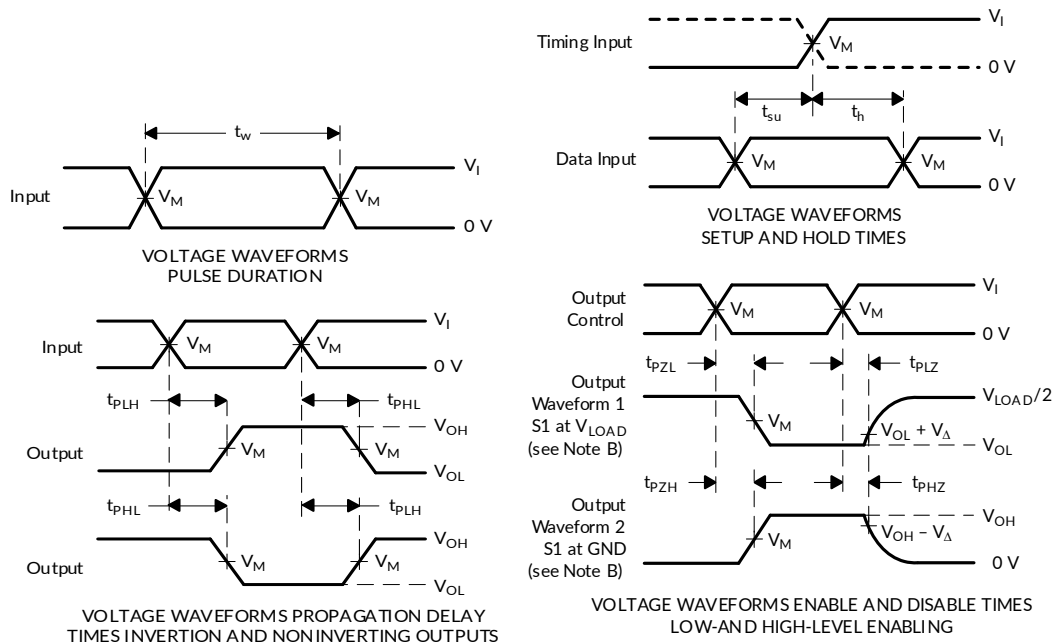 t_w
V_I
Input
V_M
V_M
0 V
VOLTAGE WAVEFORMS
PULSE DURATION
Timing Input
V_I
V_M
0 V
t_su
t_h
Data Input
V_I
V_M
V_M
0 V
VOLTAGE WAVEFORMS
SETUP AND HOLD TIMES
Input
V_I
V_M
V_M
0 V
t_PLH
t_PHL
Output
V_OH
V_M
V_M
V_OL
t_PHL
t_PLH
Output
V_OH
V_M
V_M
V_OL
VOLTAGE WAVEFORMS PROPAGATION DELAY
TIMES INVERTION AND NONINVERTING OUTPUTS
Output
Control
V_I
V_M
V_M
0 V
t_PZL
t_PLZ
Output
Waveform 1
S1 at V_LOAD
(see Note B)
V_LOAD/2
V_M
V_OL + V_Δ
V_OL
t_PZH
t_PHZ
Output
Waveform 2
S1 at GND
(see Note B)
V_OH
V_M
V_OH – V_Δ
0 V
VOLTAGE WAVEFORMS ENABLE AND DISABLE TIMES
LOW-AND HIGH-LEVEL ENABLING